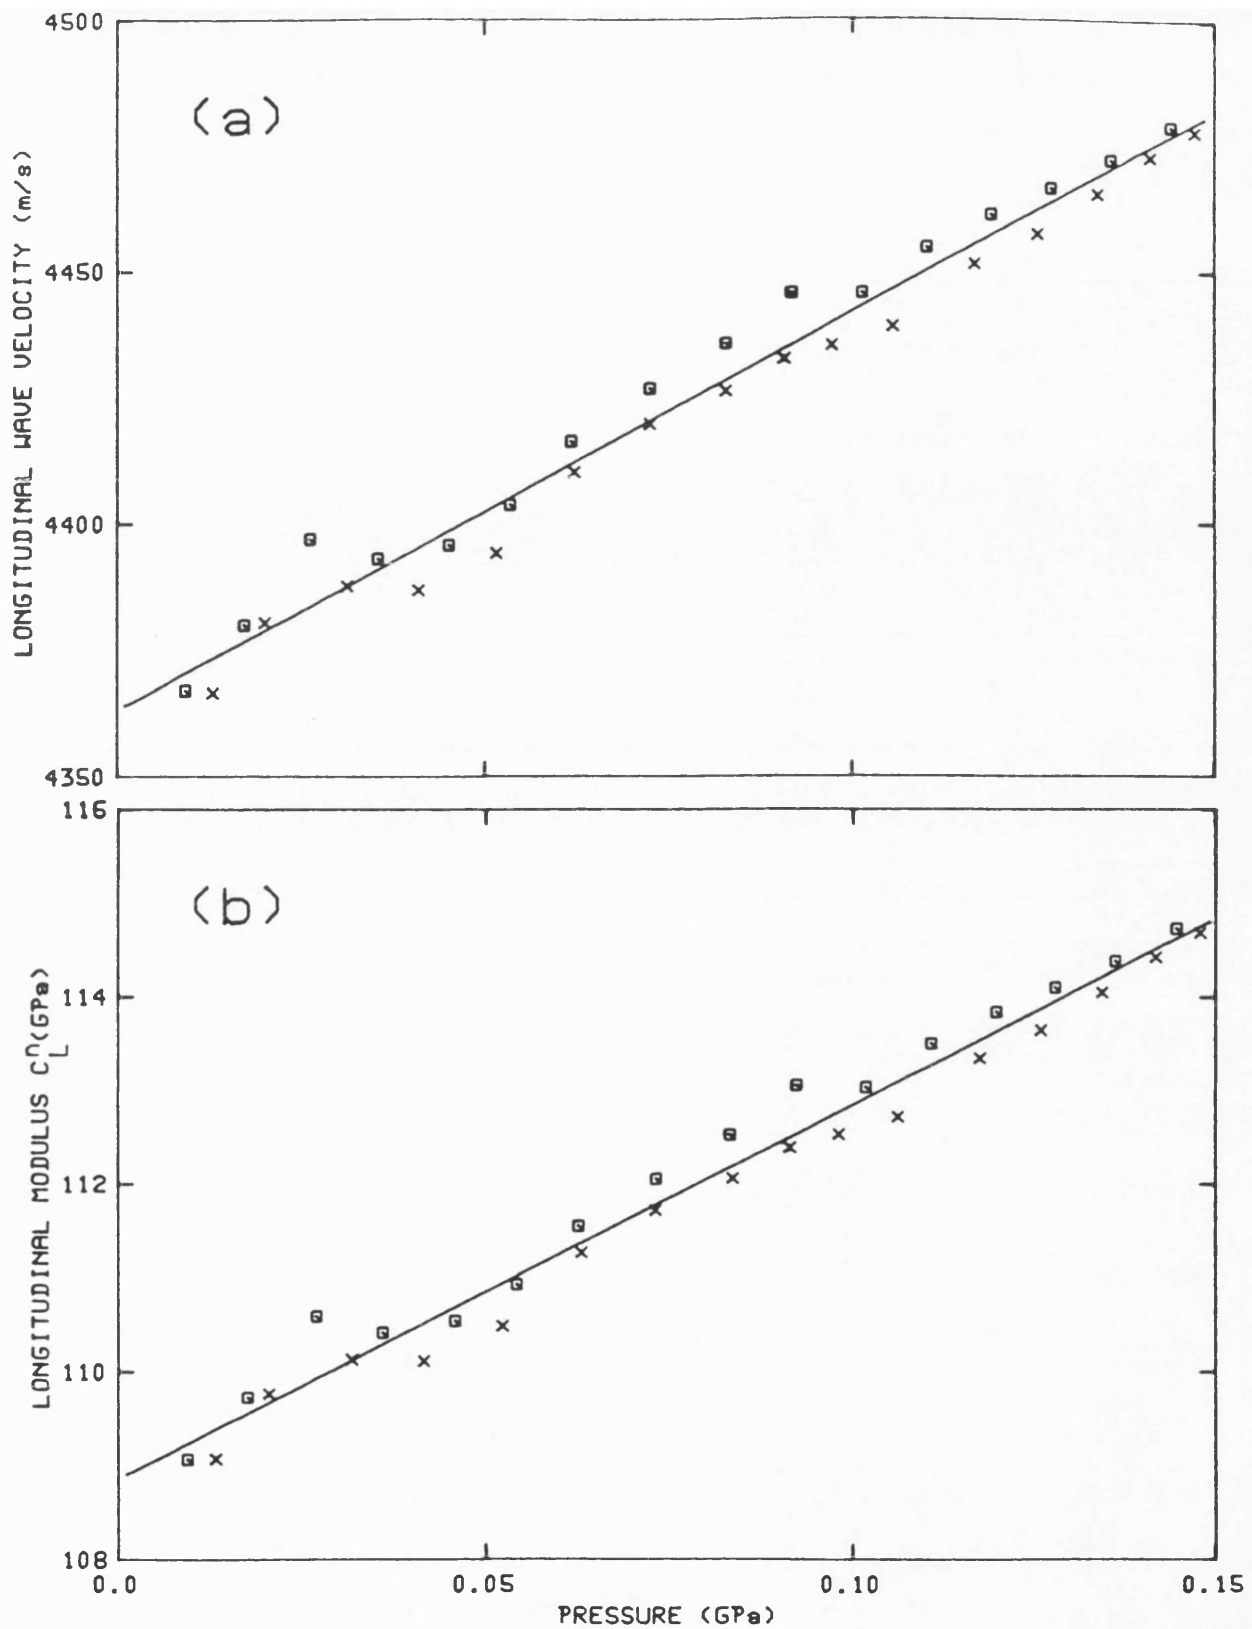 4500
(a)
4450
4400
4350
LONGITUDINAL WAVE VELOCITY (m/s)
116
(b)
114
112
110
108
LONGITUDINAL MODULUS C_L^n (GPa)
0.0 0.05 0.10 0.15
PRESSURE (GPa)